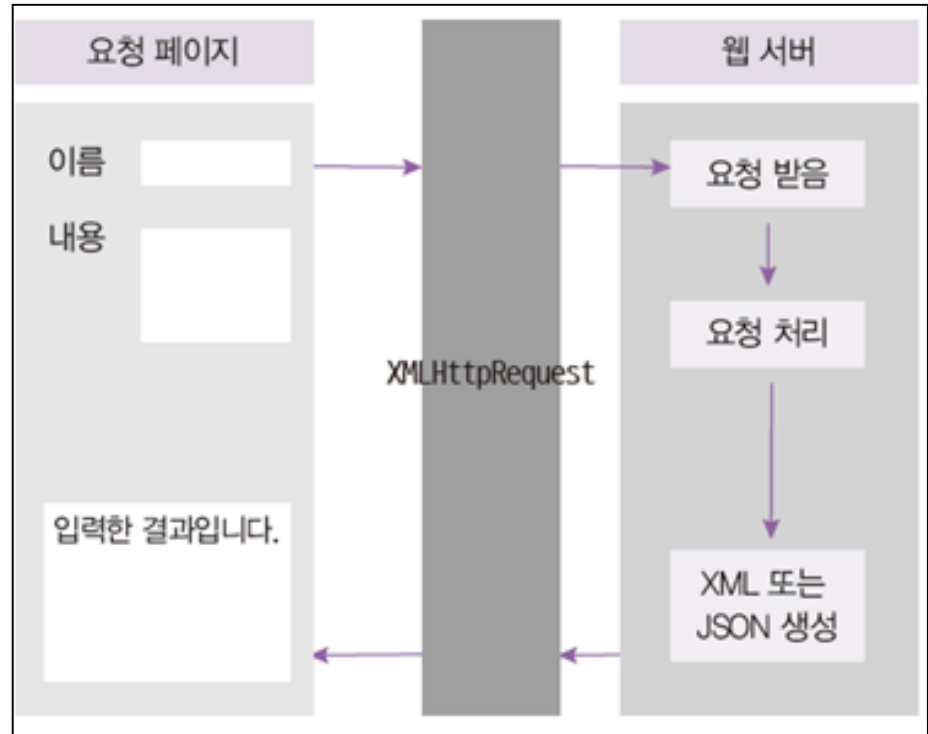 요청 페이지
웹 서버
이름
내용
요청 받음
요청 처리
XMLHttpRequest
입력한 결과입니다.
XML 또는
JSON 생성